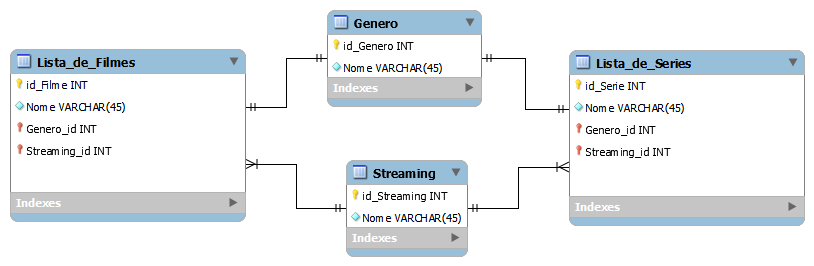 Genero
id_Genero INT
Nome VARCHAR(45)
Indexes
Lista_de_Filmes
id_Filme INT
Nome VARCHAR(45)
Genero_id INT
Streaming_id INT
Indexes
Lista_de_Series
id_Serie INT
Nome VARCHAR(45)
Genero_id INT
Streaming_id INT
Indexes
Streaming
id_Streaming INT
Nome VARCHAR(45)
Indexes